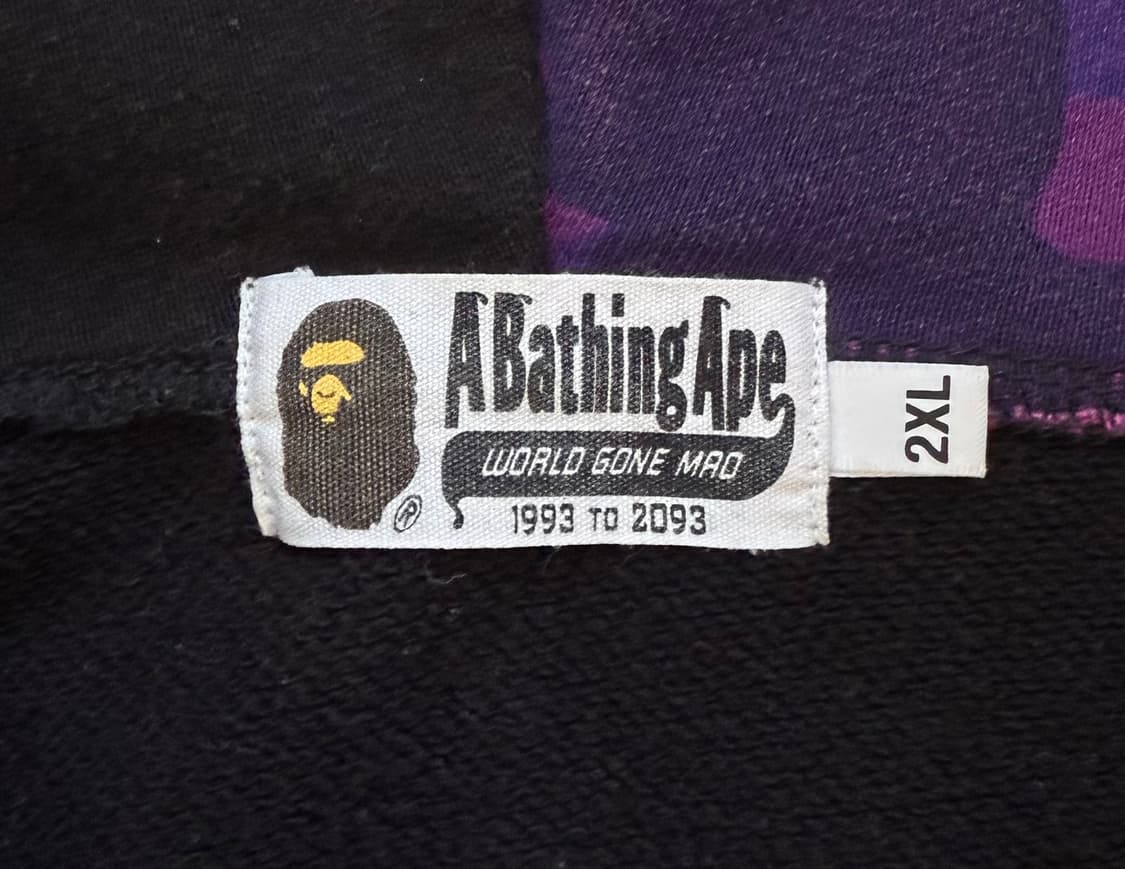 A Bathing Ape
WORLD GONE MAD
1993 TO 2093
®
2XL